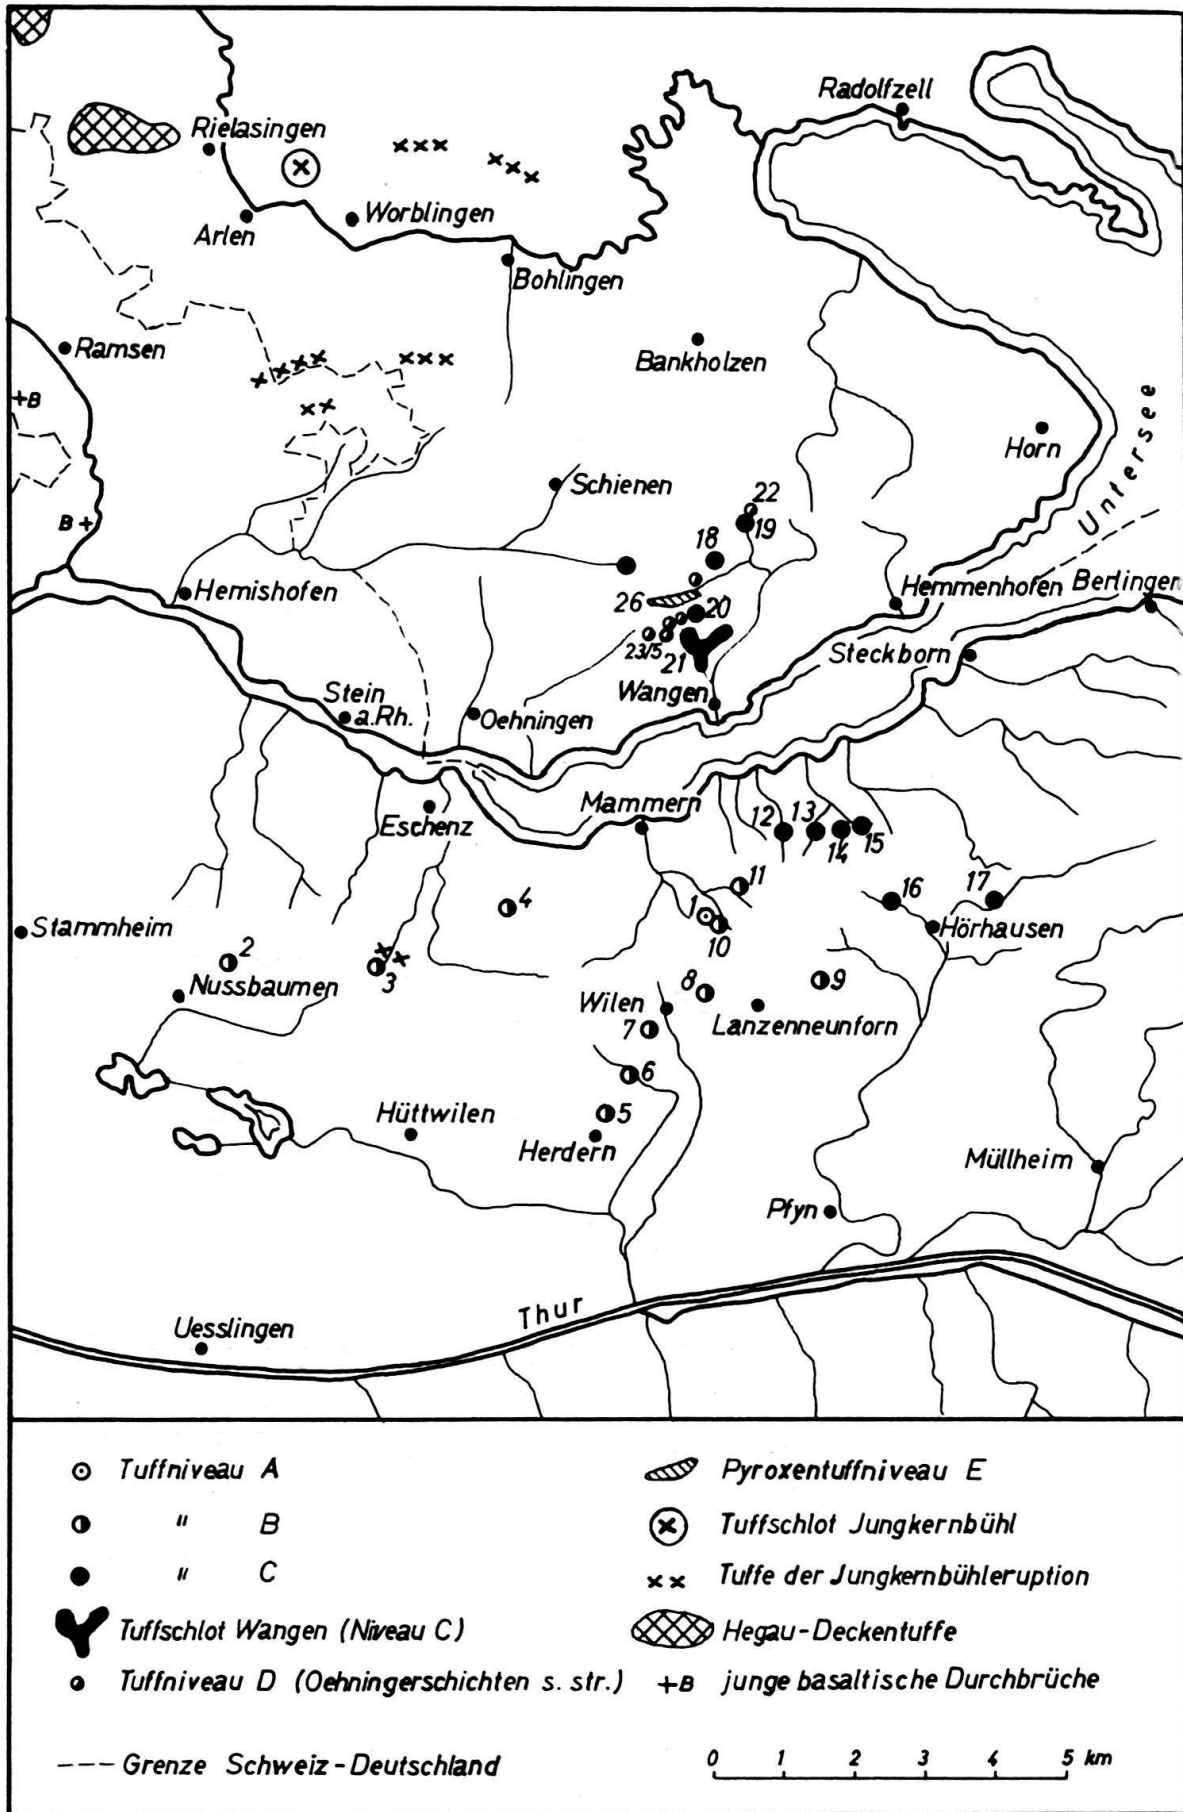 Radolfzell
Rielasingen
Arlen
Worblingen
Bohlingen
Ramsen
Bankholzen
B
Horn
Untersee
Schienen
22
B
19
18
Hemishofen
26
20
Hemmenhofen
Berlingen
23/5
21
Steckborn
Wangen
Stein
a.Rh.
Oehningen
Mammern
Eschenz
12
13
14
15
11
16
17
4
1
10
Stammheim
Hörhausen
2
3
Nussbaumen
8
9
Wilen
Lanzenneunforn
7
6
Hüttwilen
5
Herdern
Müllheim
Pfyn
Thur
Uesslingen
Tuffniveau A
" B
" C
Tuffschlot Wangen (Niveau C)
Tuffniveau D (Oehningerschichten s. str.)
Grenze Schweiz-Deutschland
Pyroxentuffniveau E
Tuffschlot Jungkernbühl
Tuffe der Jungkernbühleruption
Hegau-Deckentuffe
+B junge basaltische Durchbrüche
0 1 2 3 4 5 km